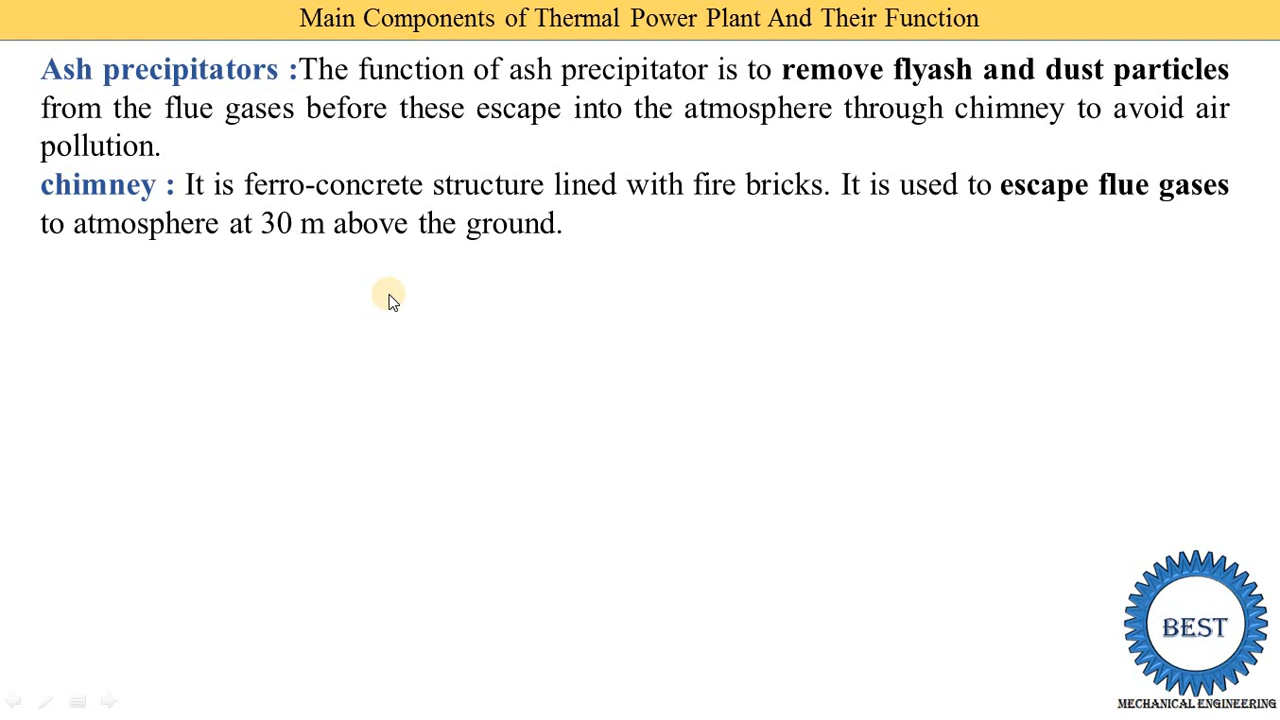 Main Components of Thermal Power Plant And Their Function
Ash precipitators :The function of ash precipitator is to remove flyash and dust particles
from the flue gases before these escape into the atmosphere through chimney to avoid air
pollution.
chimney : It is ferro-concrete structure lined with fire bricks. It is used to escape flue gases
to atmosphere at 30 m above the ground.
BEST
MECHANICAL ENGINEERING